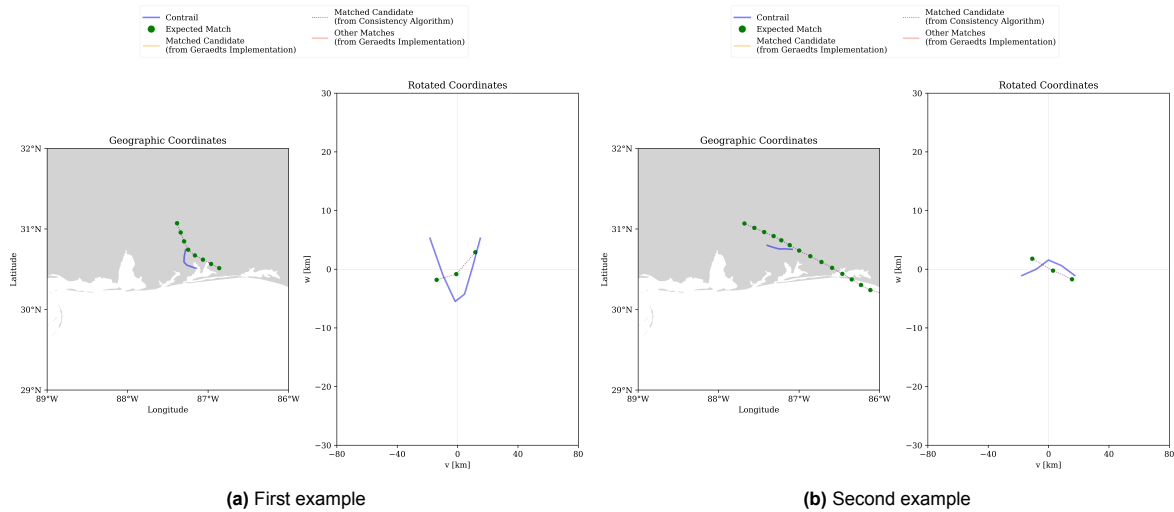 Contrail
Expected Match
Matched Candidate
(from Geraedts Implementation)
Matched Candidate
(from Consistency Algorithm)
Other Matches
(from Geraedts Implementation)
Geographic Coordinates
32°N
31°N
30°N
29°N
Latitude
89°W
88°W
87°W
86°W
Longitude
Rotated Coordinates
30
20
10
0
−10
−20
−30
w [km]
−80
−40
0
40
80
v [km]
(a) First example
Contrail
Expected Match
Matched Candidate
(from Geraedts Implementation)
Matched Candidate
(from Consistency Algorithm)
Other Matches
(from Geraedts Implementation)
Geographic Coordinates
32°N
31°N
30°N
29°N
Latitude
89°W
88°W
87°W
86°W
Longitude
Rotated Coordinates
30
20
10
0
−10
−20
−30
w [km]
−80
−40
0
40
80
v [km]
(b) Second example